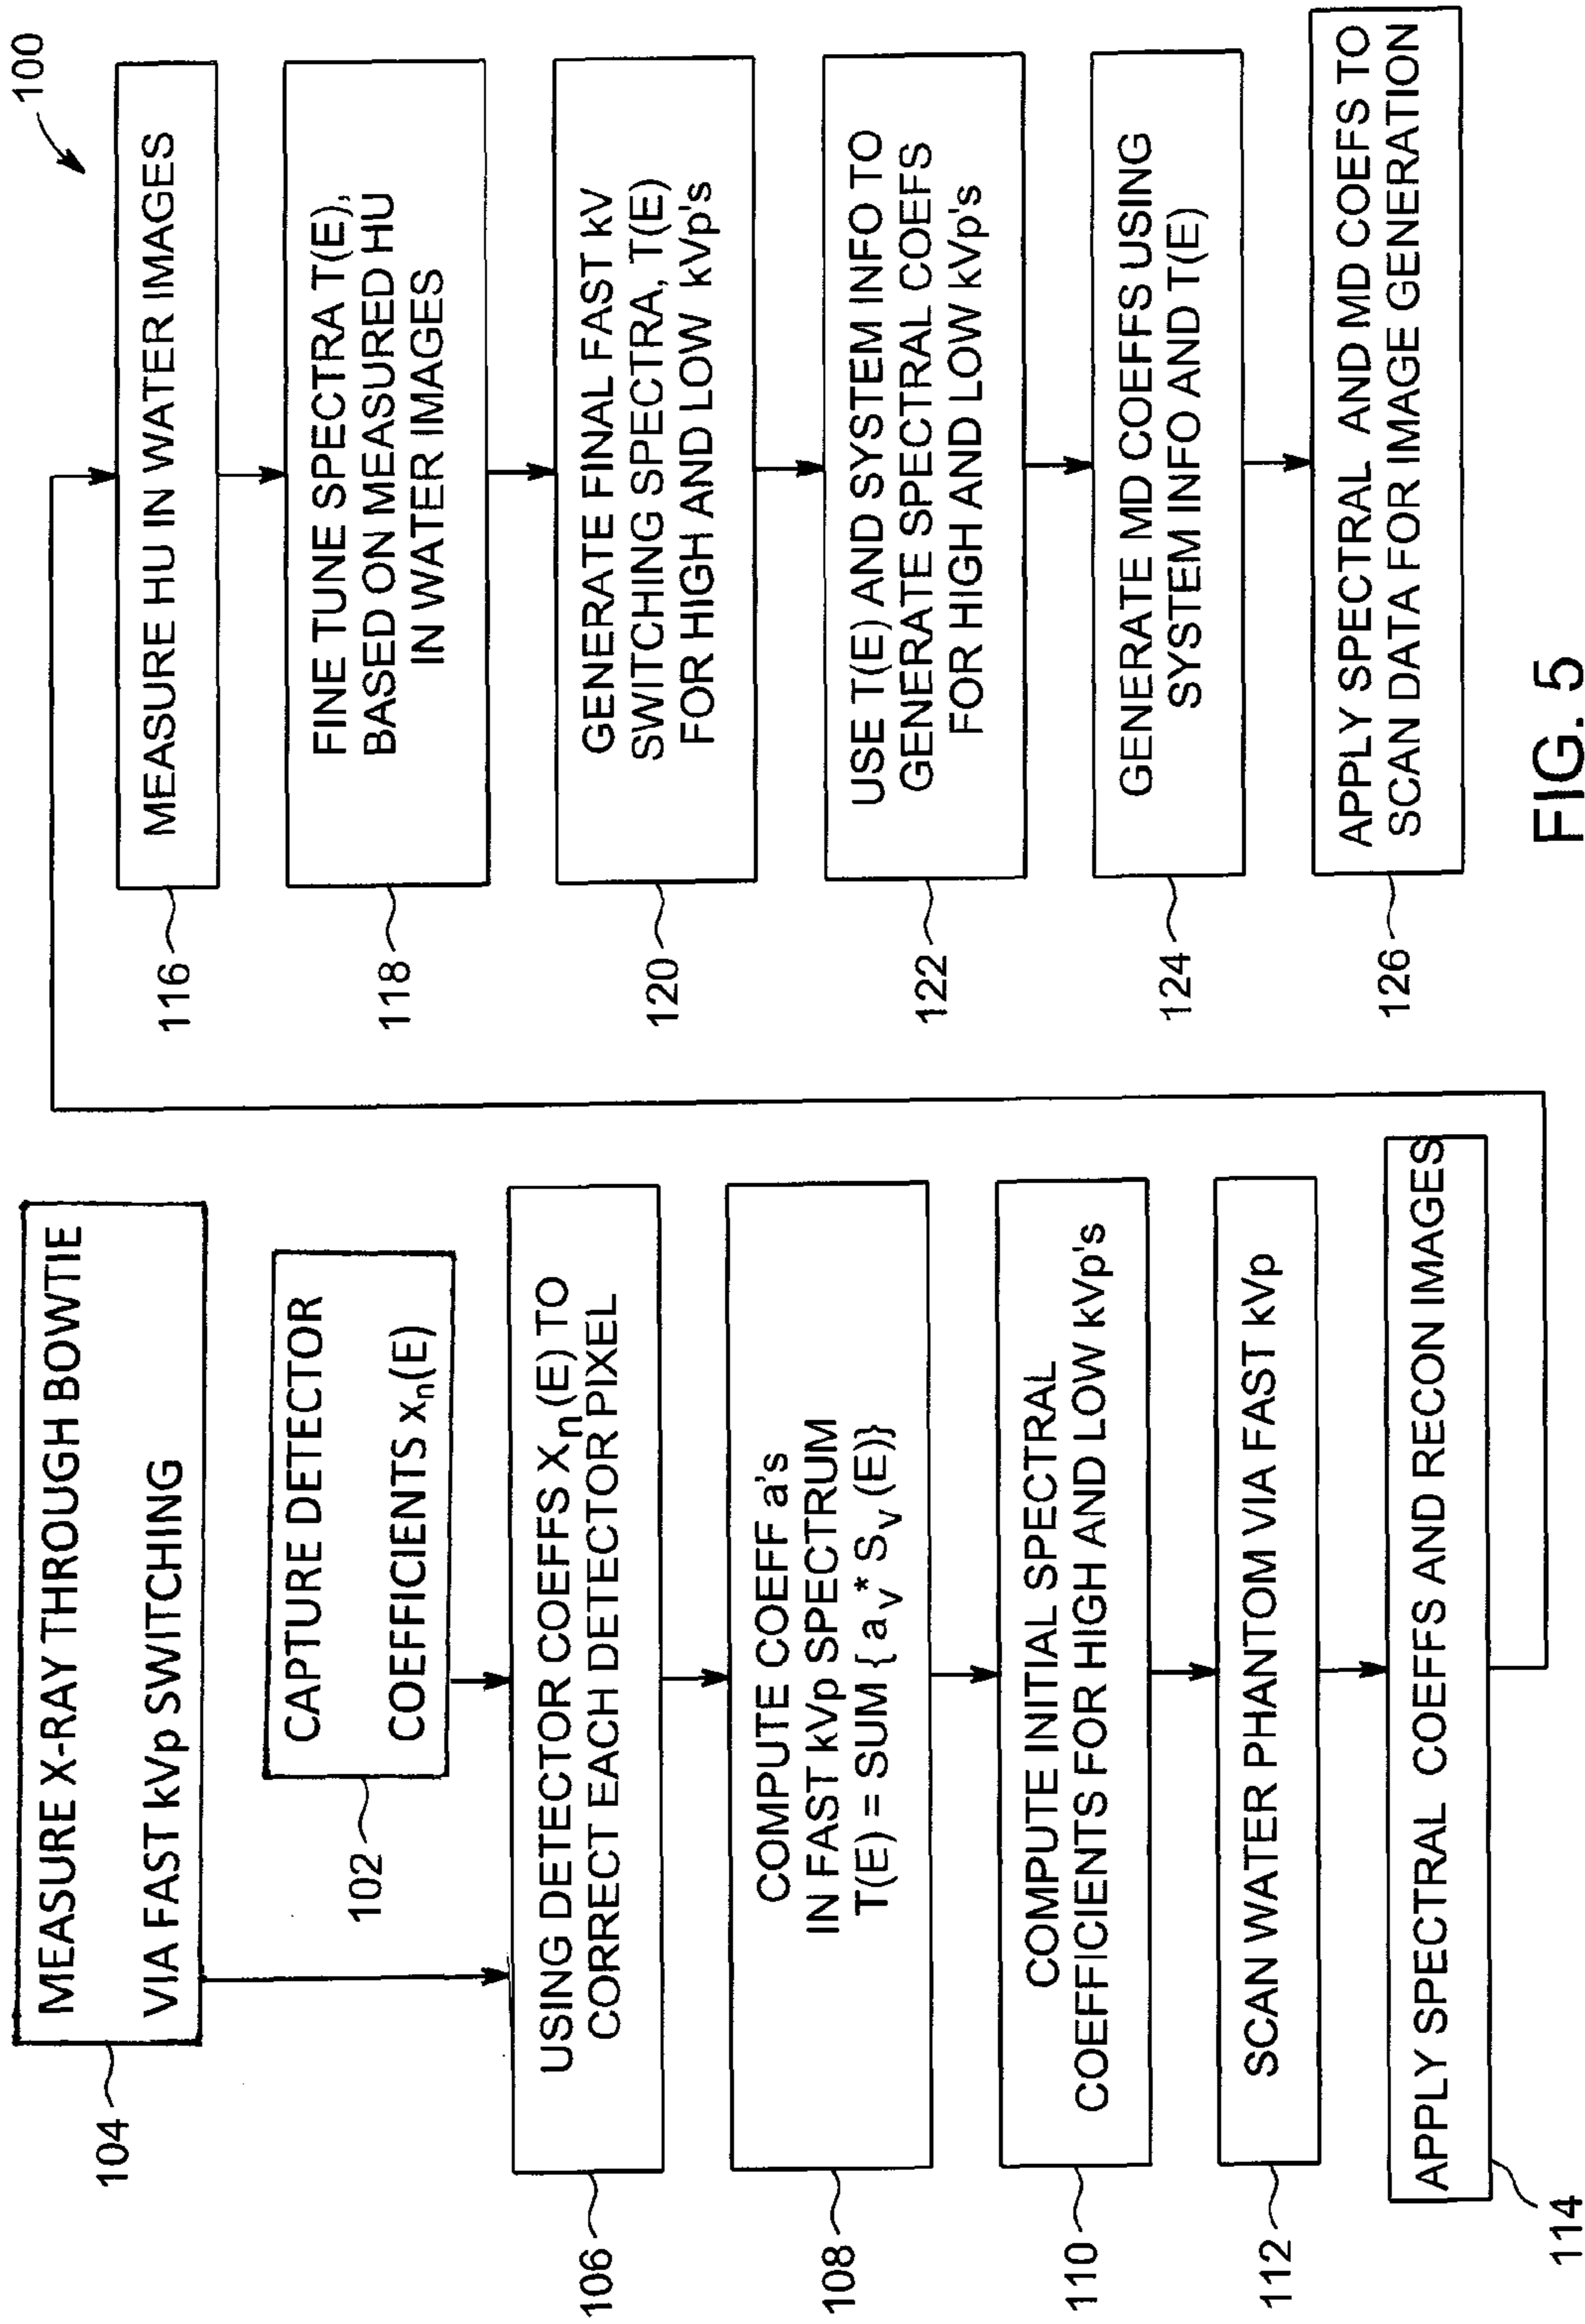 100
104
MEASURE X-RAY THROUGH BOWTIE
VIA FAST kVp SWITCHING
102
CAPTURE DETECTOR
COEFFICIENTS xn(E)
106
USING DETECTOR COEFFS Xn(E) TO
CORRECT EACH DETECTOR PIXEL
108
COMPUTE COEFF a's
IN FAST kVp SPECTRUM
T(E) = SUM { av* Sv (E)}
110
COMPUTE INITIAL SPECTRAL
COEFFICIENTS FOR HIGH AND LOW kVp's
112
SCAN WATER PHANTOM VIA FAST kVp
114
APPLY SPECTRAL COEFFS AND RECON IMAGES
116
MEASURE HU IN WATER IMAGES
118
FINE TUNE SPECTRA T(E),
BASED ON MEASURED HU
IN WATER IMAGES
120
GENERATE FINAL FAST kV
SWITCHING SPECTRA, T(E)
FOR HIGH AND LOW kVp's
122
USE T(E) AND SYSTEM INFO TO
GENERATE SPECTRAL COEFS
FOR HIGH AND LOW kVp's
124
GENERATE MD COEFFS USING
SYSTEM INFO AND T(E)
126
APPLY SPECTRAL AND MD COEFS TO
SCAN DATA FOR IMAGE GENERATION
FIG. 5